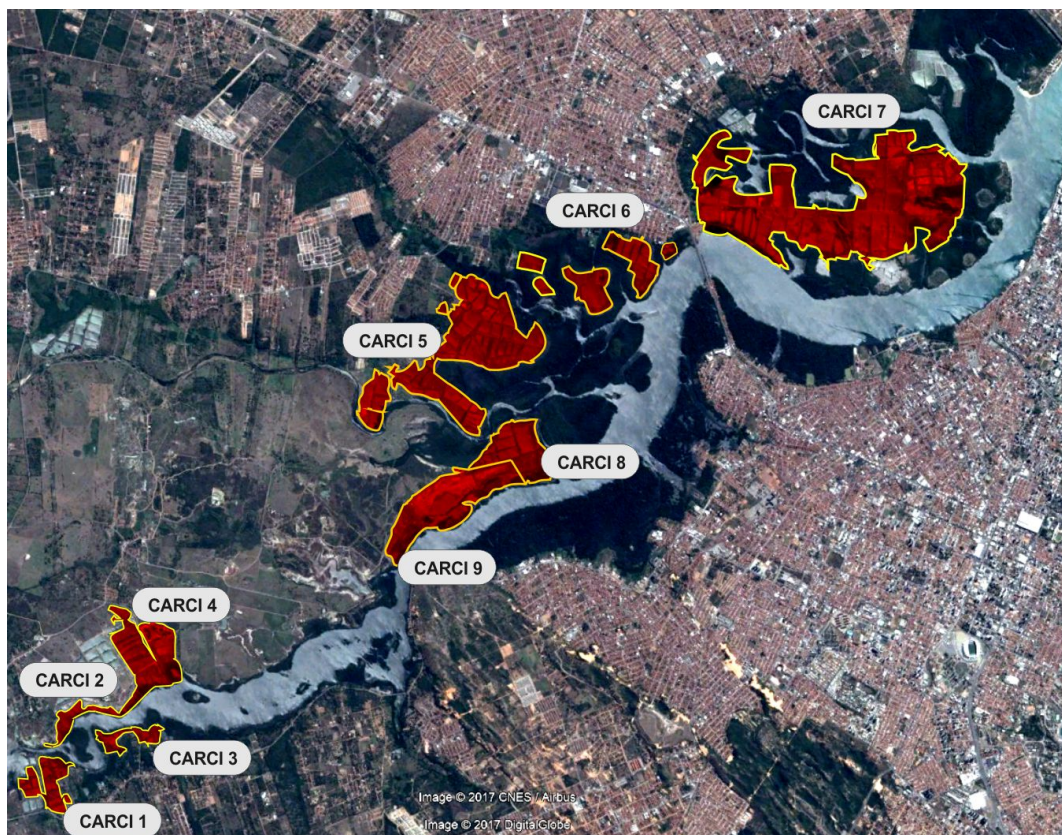 CARCI 7
CARCI 6
CARCI 5
CARCI 8
CARCI 9
CARCI 4
CARCI 2
CARCI 3
CARCI 1
Image © 2017 CNES / Airbus
Image © 2017 DigitalGlobe